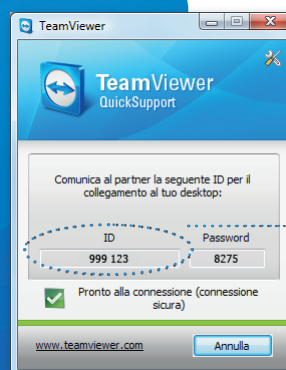 TeamViewer
TeamViewer
QuickSupport
Comunica al partner la seguente ID per il
collegamento al tuo desktop:
ID Password
999 123 8275
Pronto alla connessione (connessione
sicura)
www.teamviewer.com Annulla